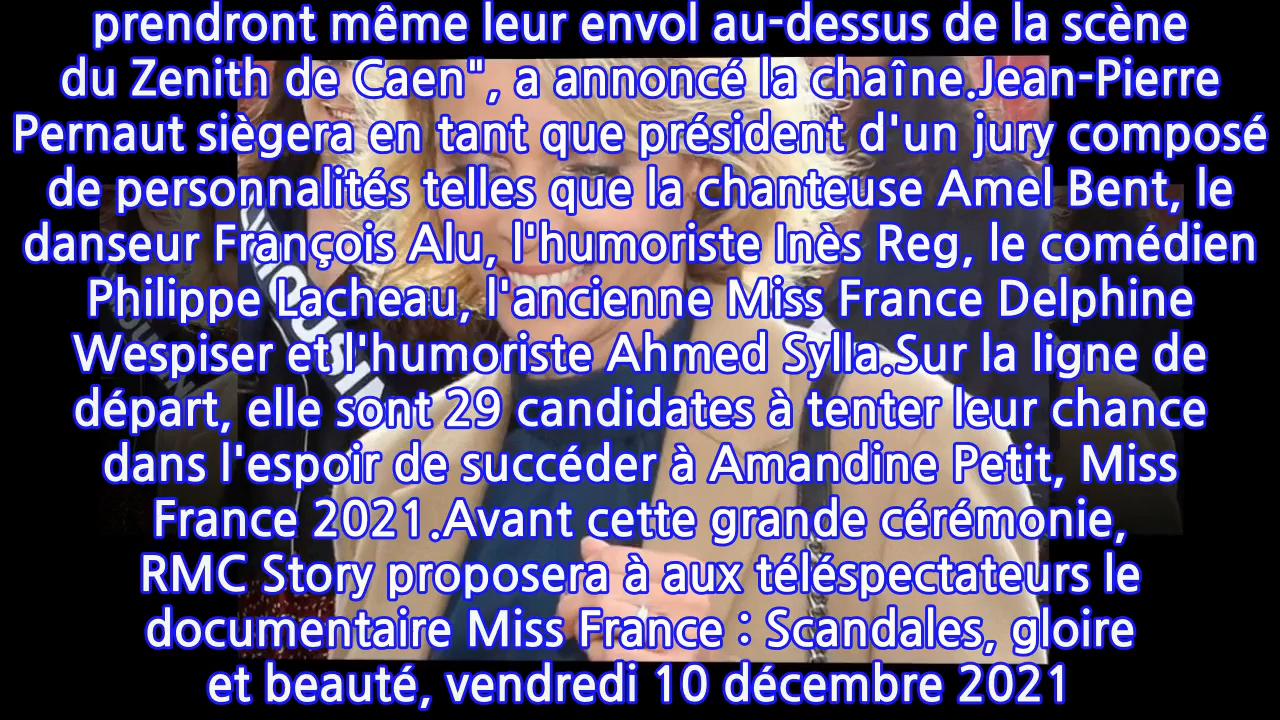 prendront même leur envol au-dessus de la scène
du Zenith de Caen", a annoncé la chaîne.Jean-Pierre
Pernaut siègera en tant que président d'un jury composé
de personnalités telles que la chanteuse Amel Bent, le
danseur François Alu, l'humoriste Inès Reg, le comédien
Philippe Lacheau, l'ancienne Miss France Delphine
Wespiser et l'humoriste Ahmed Sylla.Sur la ligne de
départ, elle sont 29 candidates à tenter leur chance
dans l'espoir de succéder à Amandine Petit, Miss
France 2021.Avant cette grande cérémonie,
RMC Story proposera à aux téléspectateurs le
documentaire Miss France : Scandales, gloire
et beauté, vendredi 10 décembre 2021